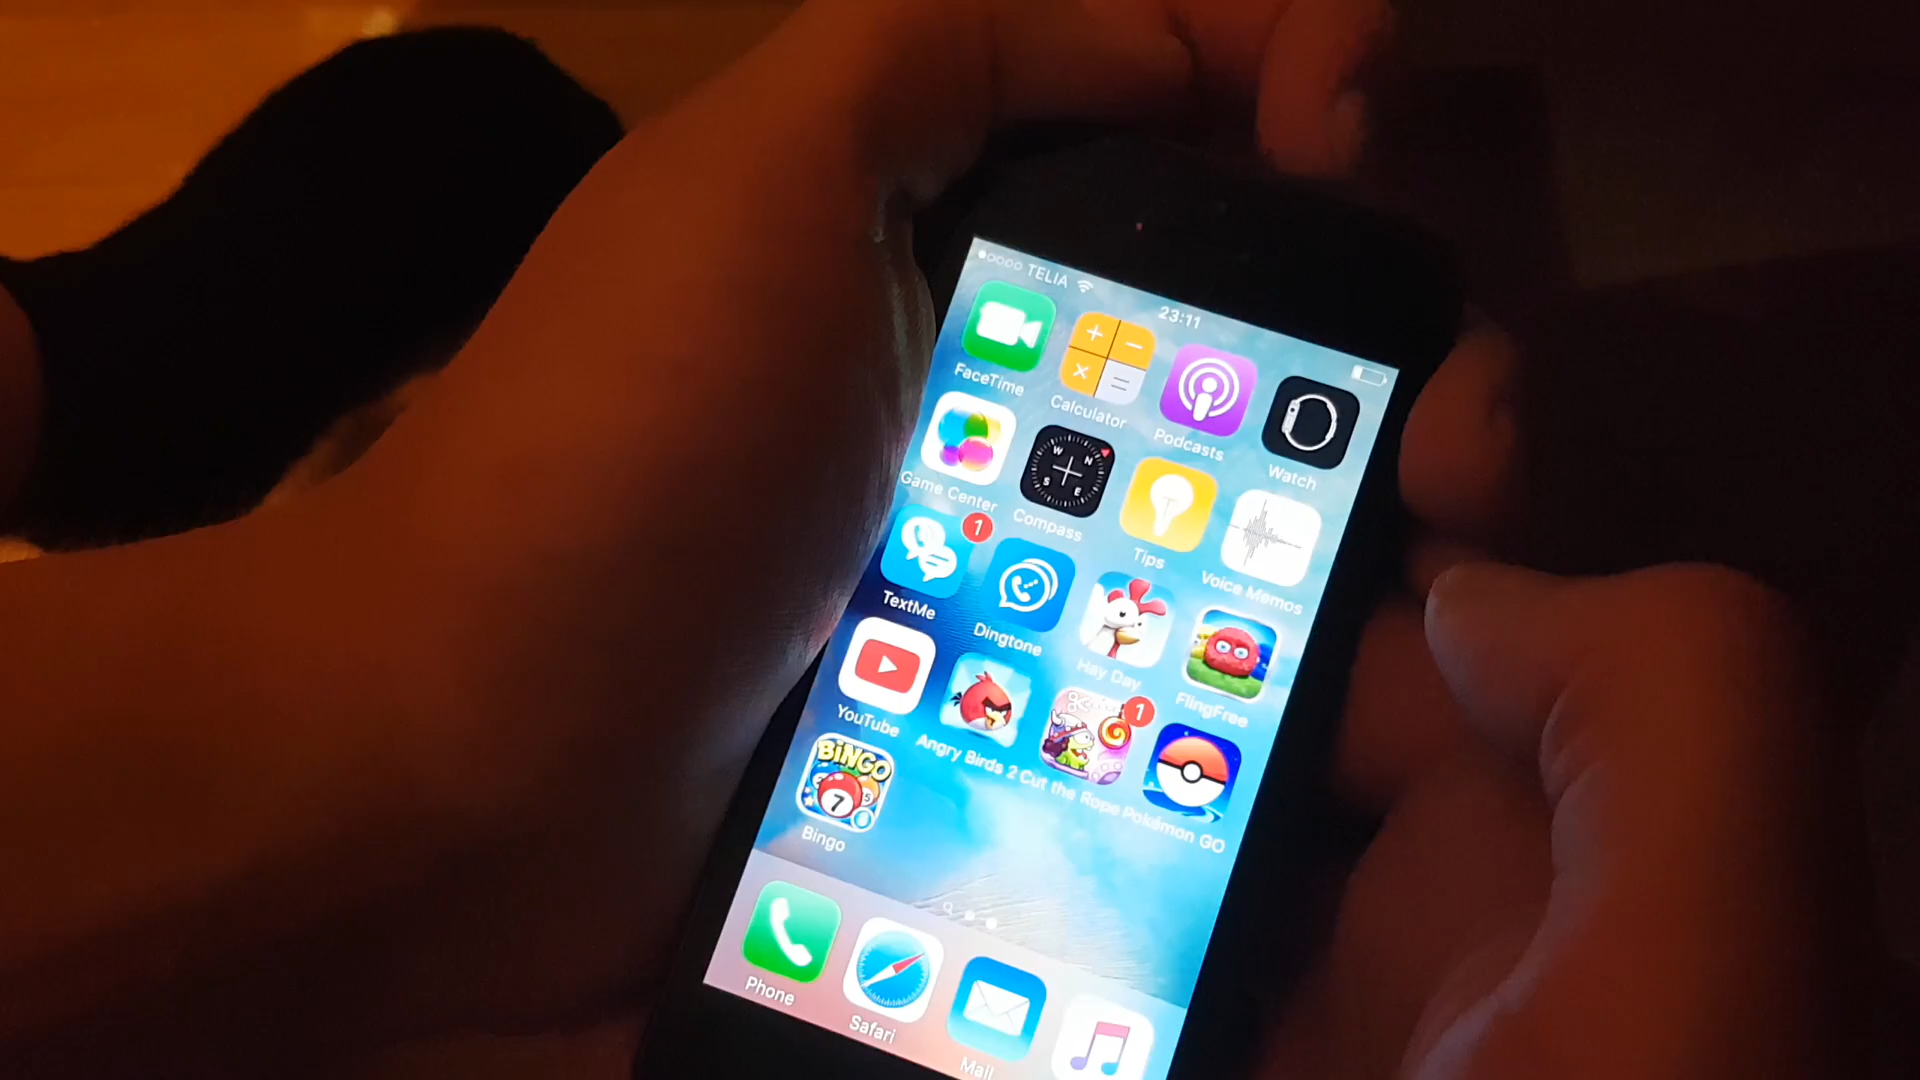 TELIA
23:11
FaceTime
Calculator
Podcasts
Watch
Game Center
Compass
Tips
Voice Memos
W N
S E
1
TextMe
Dingtone
Hay Day
FlingFree
YouTube
Angry Birds 2
1
Cut the Rope
Pokémon GO
BiNGO
7
5
Bingo
Phone
Safari
Mail